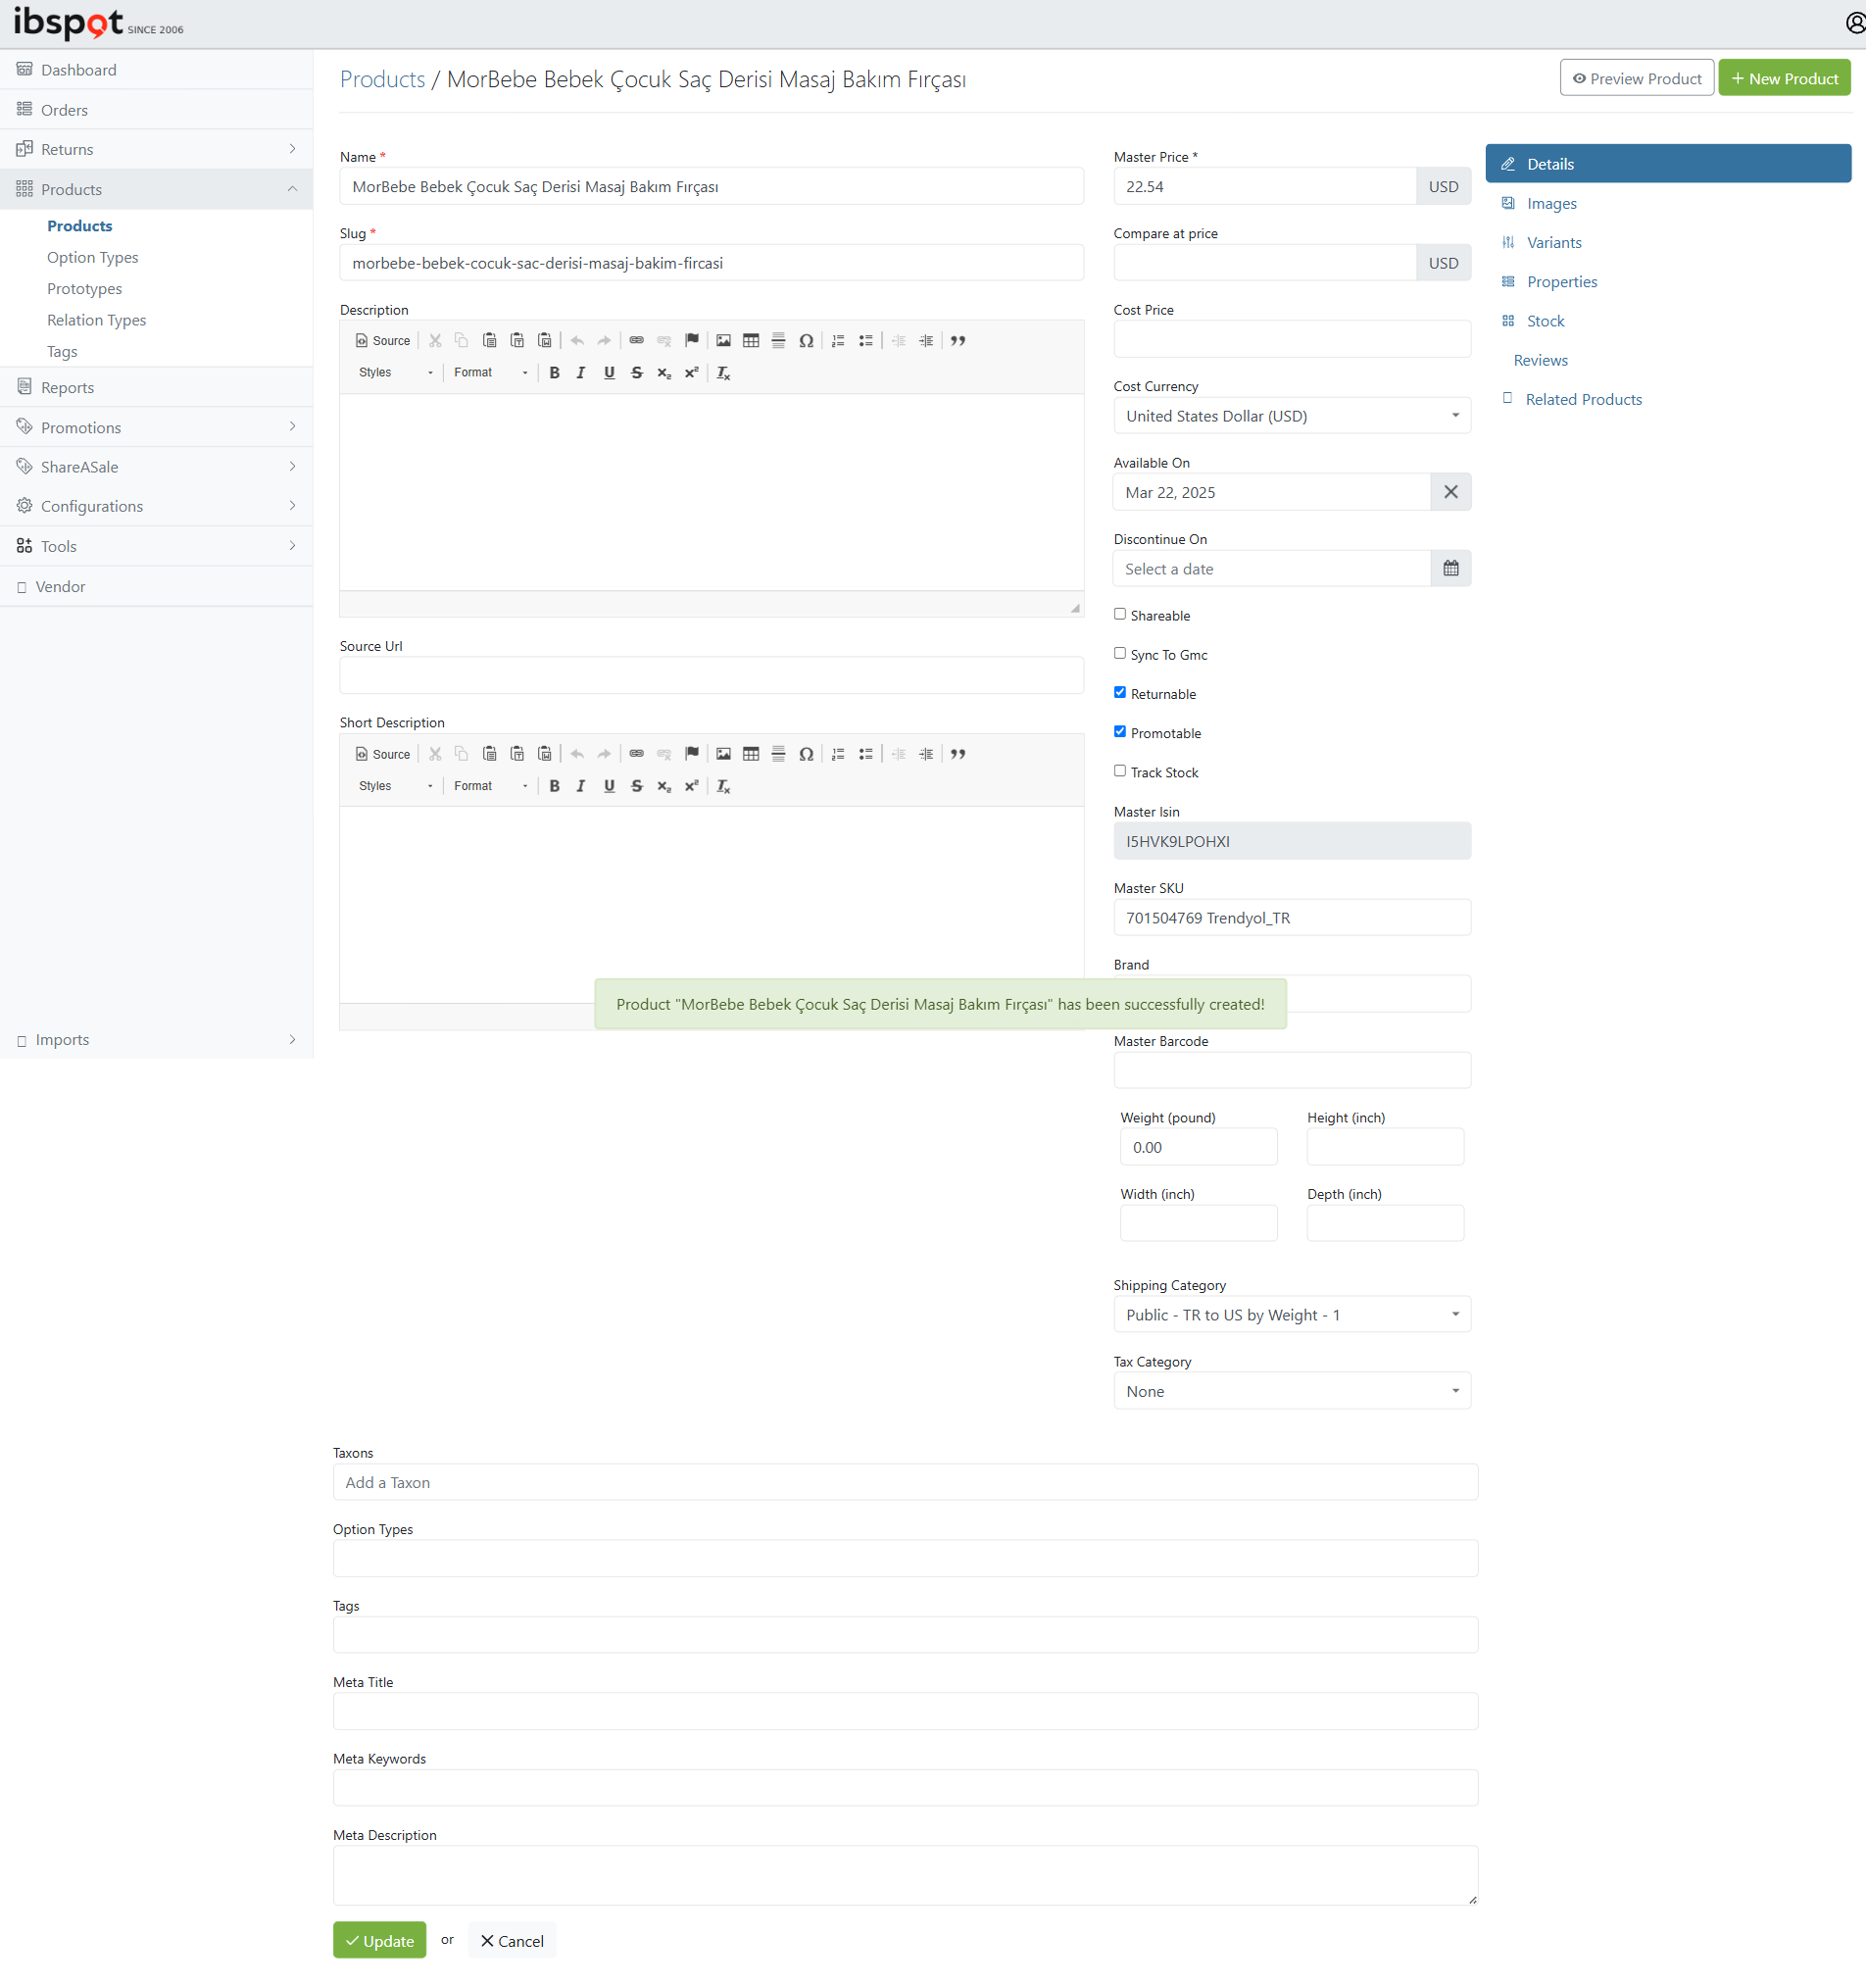 ibspot SINCE 2006
Dashboard
Orders
Returns
Products
Products
Option Types
Prototypes
Relation Types
Tags
Reports
Promotions
ShareASale
Configurations
Tools
Vendor
Imports
Products / MorBebe Bebek Çocuk Saç Derisi Masaj Bakım Fırçası
Preview Product
+ New Product
Name *
MorBebe Bebek Çocuk Saç Derisi Masaj Bakım Fırçası
Slug *
morbebe-bebek-cocuk-sac-derisi-masaj-bakim-fircasi
Description
Source
Styles Format B I U S x₂ x² Tx
Source Url
Short Description
Source
Styles Format B I U S x₂ x² Tx
Product "MorBebe Bebek Çocuk Saç Derisi Masaj Bakım Fırçası" has been successfully created!
Master Price *
22.54 USD
Compare at price
USD
Cost Price
Cost Currency
United States Dollar (USD)
Available On
Mar 22, 2025
Discontinue On
Select a date
Shareable
Sync To Gmc
Returnable
Promotable
Track Stock
Master Isin
I5HVK9LPOHXI
Master SKU
701504769 Trendyol_TR
Brand
Master Barcode
Weight (pound) Height (inch)
0.00
Width (inch) Depth (inch)
Shipping Category
Public - TR to US by Weight - 1
Tax Category
None
Details
Images
Variants
Properties
Stock
Reviews
Related Products
Taxons
Add a Taxon
Option Types
Tags
Meta Title
Meta Keywords
Meta Description
Update or Cancel